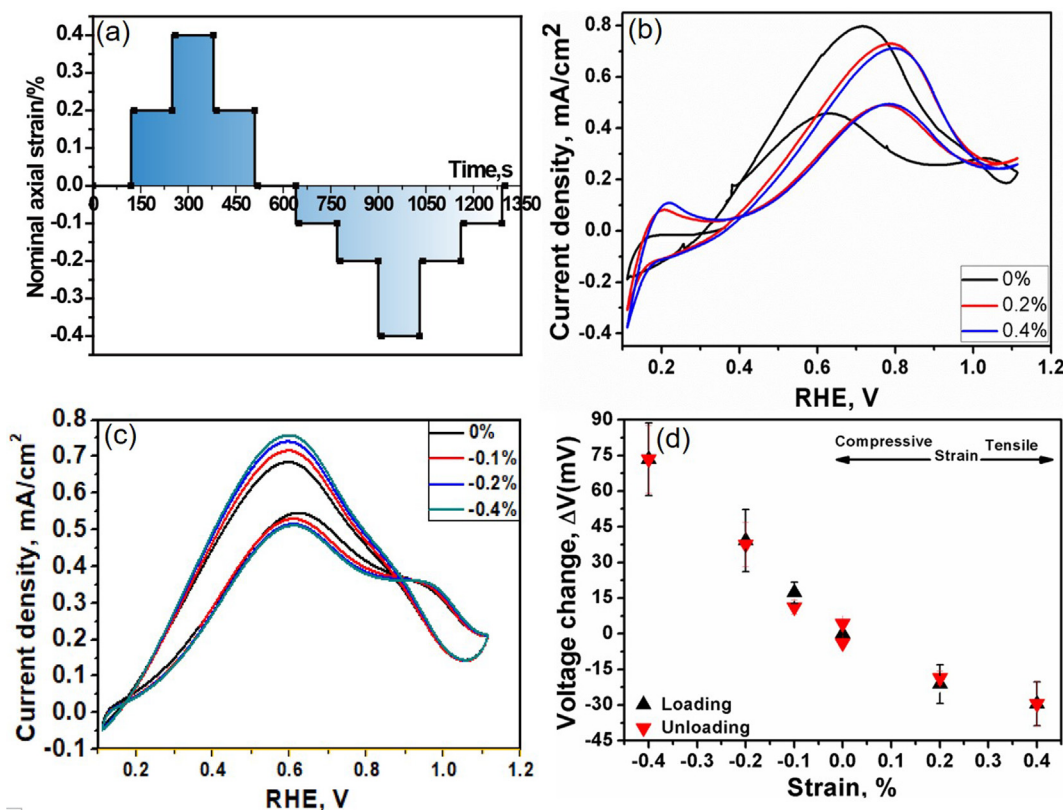 (a)
Nominal axial strain/%
0.4
0.3
0.2
0.1
0.0
-0.1
-0.2
-0.3
-0.4
Time,s
0 150 300 450 600 750 900 1050 1200 1350
(b)
Current density, mA/cm²
0.8
0.6
0.4
0.2
0.0
-0.2
-0.4
0%
0.2%
0.4%
0.2 0.4 0.6 0.8 1.0 1.2
RHE, V
(c)
Current density, mA/cm²
0.8
0.7
0.6
0.5
0.4
0.3
0.2
0.1
0.0
-0.1
0%
-0.1%
-0.2%
-0.4%
0.2 0.4 0.6 0.8 1.0 1.2
RHE, V
(d)
Voltage change, ΔV(mV)
90
75
60
45
30
15
0
-15
-30
-45
Compressive Tensile
Strain
Loading
Unloading
-0.4 -0.3 -0.2 -0.1 0.0 0.1 0.2 0.3 0.4
Strain, %